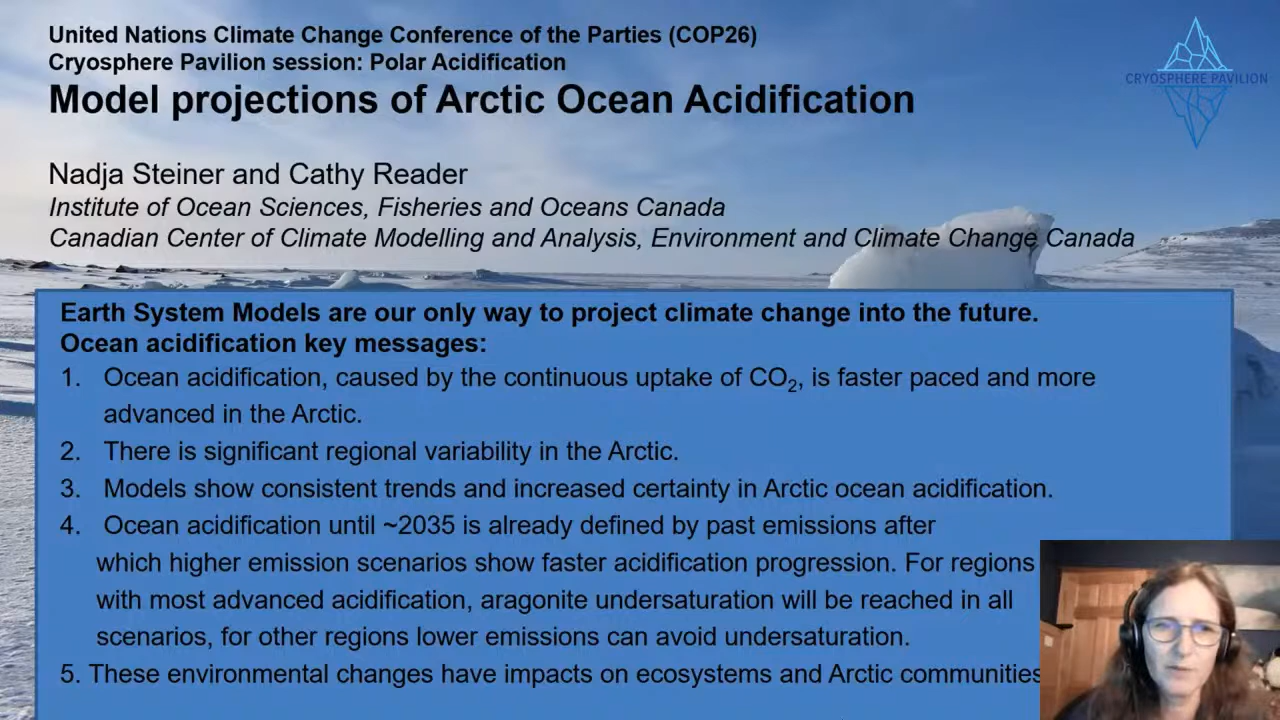 United Nations Climate Change Conference of the Parties (COP26)
Cryosphere Pavilion session: Polar Acidification
Model projections of Arctic Ocean Acidification
CRYOSPHERE PAVILION
Nadja Steiner and Cathy Reader
Institute of Ocean Sciences, Fisheries and Oceans Canada
Canadian Center of Climate Modelling and Analysis, Environment and Climate Change Canada
Earth System Models are our only way to project climate change into the future.
Ocean acidification key messages:
1. Ocean acidification, caused by the continuous uptake of CO₂, is faster paced and more
advanced in the Arctic.
2. There is significant regional variability in the Arctic.
3. Models show consistent trends and increased certainty in Arctic ocean acidification.
4. Ocean acidification until ~2035 is already defined by past emissions after
which higher emission scenarios show faster acidification progression. For regions
with most advanced acidification, aragonite undersaturation will be reached in all
scenarios, for other regions lower emissions can avoid undersaturation.
5. These environmental changes have impacts on ecosystems and Arctic communities